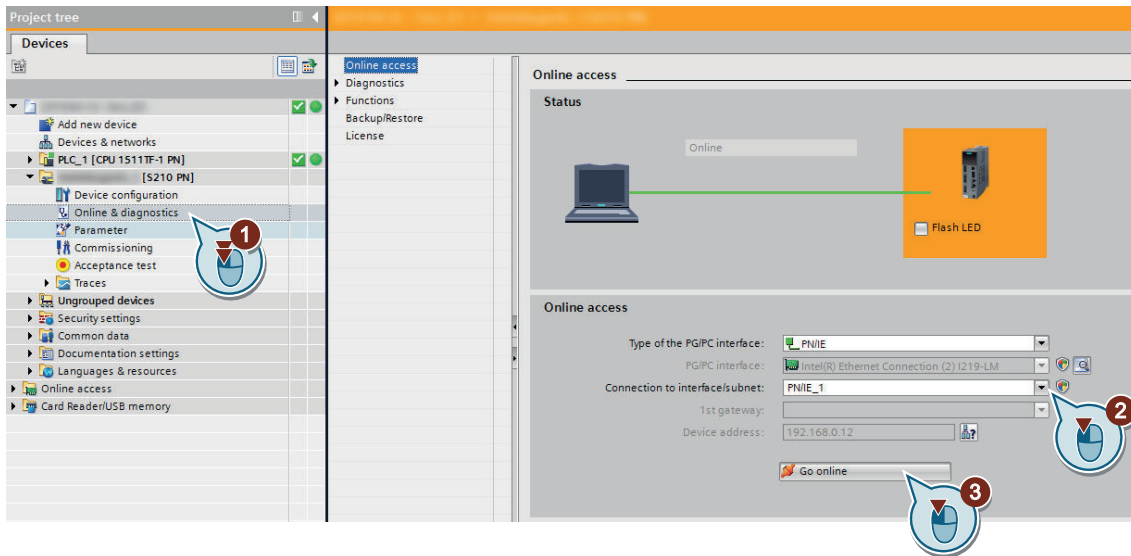 Project tree
Devices
Add new device
Devices & networks
PLC_1 [CPU 1511TF-1 PN]
[S210 PN]
Device configuration
Online & diagnostics
Parameter
Commissioning
Acceptance test
Traces
Ungrouped devices
Security settings
Common data
Documentation settings
Languages & resources
Online access
Card Reader/USB memory
1
Online access
Diagnostics
Functions
Backup/Restore
License
Online access
Status
Online
Flash LED
Online access
Type of the PG/PC interface: PN/IE
PG/PC interface: Intel(R) Ethernet Connection (2) I219-LM
Connection to interface/subnet: PN/IE_1
1st gateway:
Device address: 192.168.0.12
?
Go online
2
3